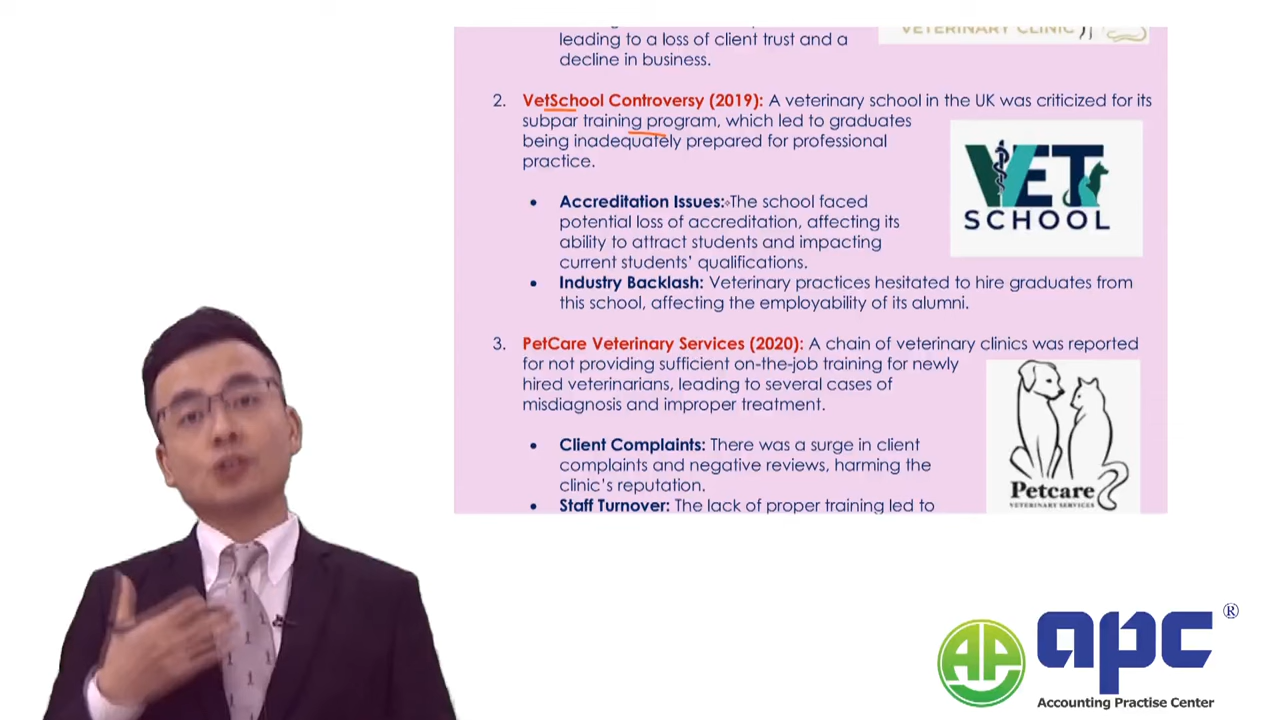 leading to a loss of client trust and a
decline in business.
VETERINARY CLINIC
2. VetSchool Controversy (2019): A veterinary school in the UK was criticized for its
subpar training program, which led to graduates
being inadequately prepared for professional
practice.
• Accreditation Issues: The school faced
potential loss of accreditation, affecting its
ability to attract students and impacting
current students’ qualifications.
VET
SCHOOL
• Industry Backlash: Veterinary practices hesitated to hire graduates from
this school, affecting the employability of its alumni.
3. PetCare Veterinary Services (2020): A chain of veterinary clinics was reported
for not providing sufficient on-the-job training for newly
hired veterinarians, leading to several cases of
misdiagnosis and improper treatment.
• Client Complaints: There was a surge in client
complaints and negative reviews, harming the
clinic’s reputation.
• Staff Turnover: The lack of proper training led to
Petcare
VETERINARY SERVICES
AP
apc ®
Accounting Practise Center